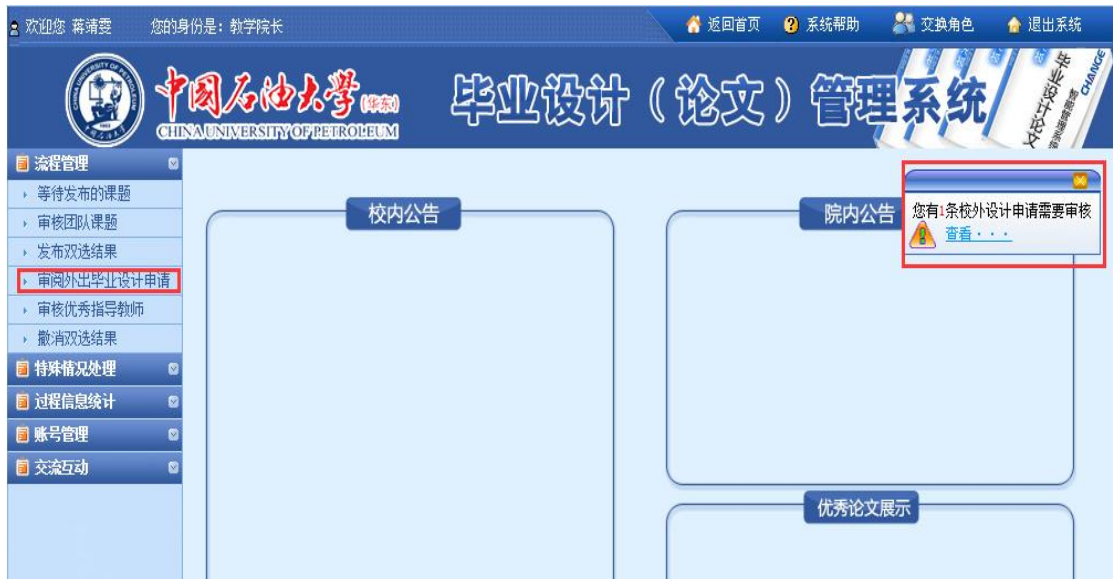 欢迎您 蒋靖霞 您的身份是：教学院长
返回首页 系统帮助 交换角色 退出系统
中国石油大学(华东)
CHINA UNIVERSITY OF PETROLEUM
毕业设计（论文）管理系统
毕业设计论文
智能管理系统
CHANGE
流程管理
等待发布的课题
审核团队课题
发布双选结果
审阅外出毕业设计申请
审核优秀指导教师
撤消双选结果
特殊情况处理
过程信息统计
账号管理
交流互动
校内公告
院内公告
您有1条校外设计申请需要审核
查看···
优秀论文展示